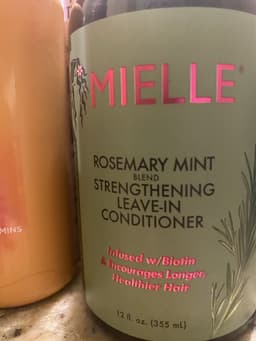 MIELLE®
ROSEMARY MINT
BLEND
STRENGTHENING
LEAVE-IN
CONDITIONER
Infused w/Biotin
& Encourages Longer,
Healthier Hair
12 fl. oz. (355 mL)
MINS